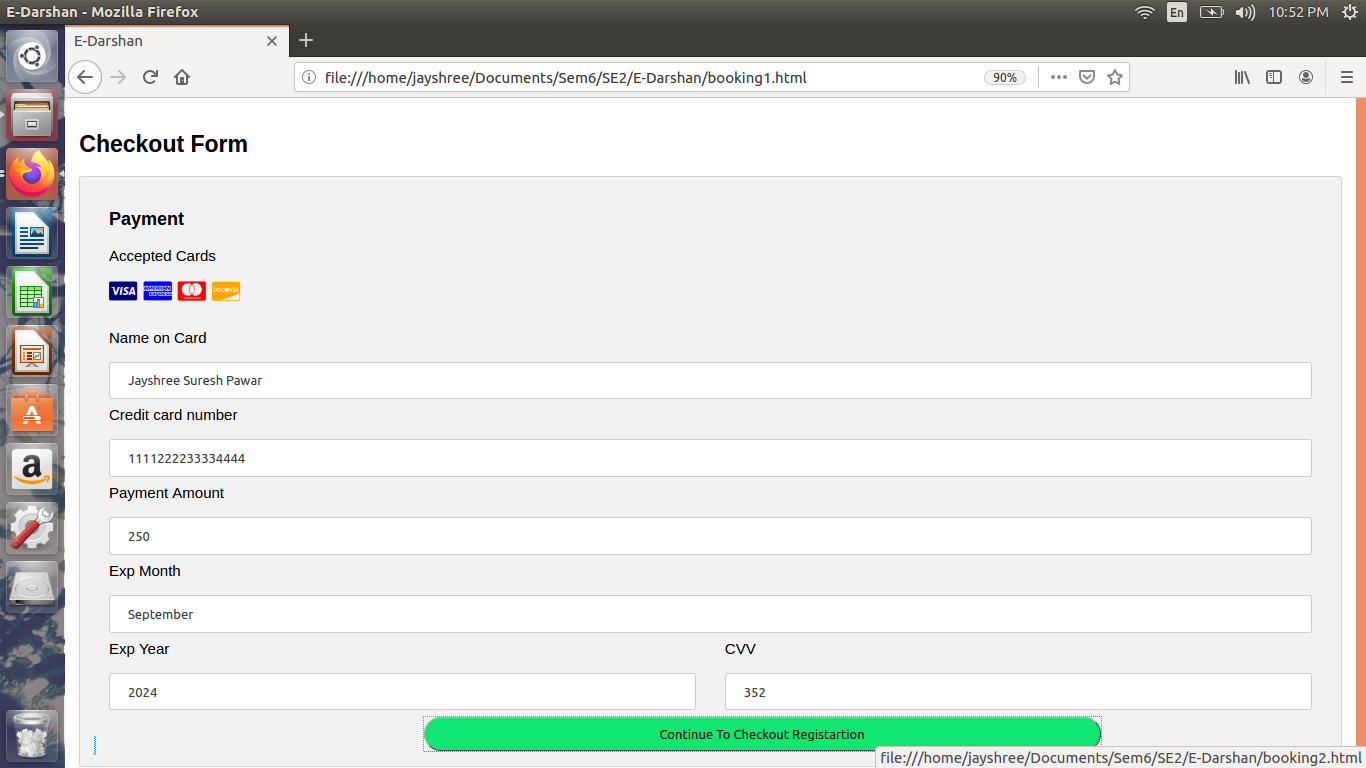 E-Darshan - Mozilla Firefox
En
10:52 PM
E-Darshan
file:///home/jayshree/Documents/Sem6/SE2/E-Darshan/booking1.html
90%
Checkout Form
Payment
Accepted Cards
VISA AMERICAN EXPRESS DISCOVER
Name on Card
Jayshree Suresh Pawar
Credit card number
1111222233334444
Payment Amount
250
Exp Month
September
Exp Year CVV
2024 352
Continue To Checkout Registartion
file:///home/jayshree/Documents/Sem6/SE2/E-Darshan/booking2.html